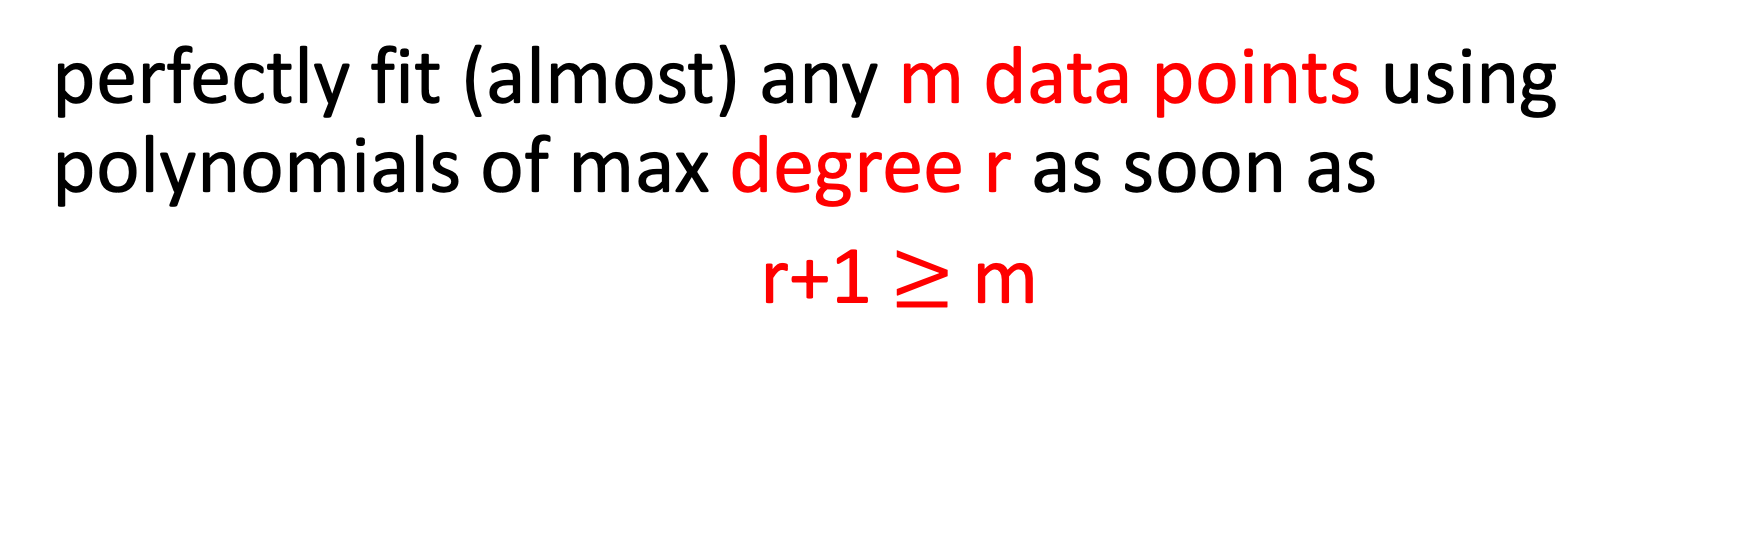 perfectly fit (almost) any m data points using
polynomials of max degree r as soon as
r+1 ≥ m